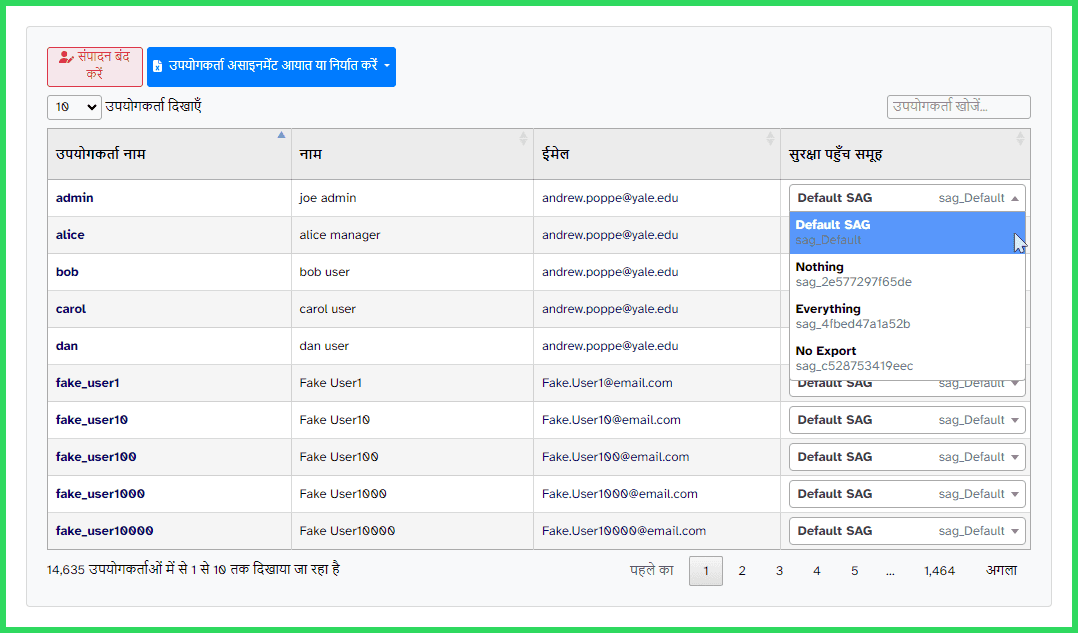 संपादन बंद
करें
उपयोगकर्ता असाइनमेंट आयात या निर्यात करें
10 उपयोगकर्ता दिखाएँ
उपयोगकर्ता खोजें...
उपयोगकर्ता नाम नाम ईमेल सुरक्षा पहुँच समूह
admin joe admin andrew.poppe@yale.edu Default SAG sag_Default
alice alice manager andrew.poppe@yale.edu
Default SAG
sag_Default
bob bob user andrew.poppe@yale.edu
Nothing
sag_2e577297f65de
carol carol user andrew.poppe@yale.edu
Everything
sag_4fbed47a1a52b
dan dan user andrew.poppe@yale.edu
No Export
sag_c528753419eec
fake_user1 Fake User1 Fake.User1@email.com Default SAG sag_Default
fake_user10 Fake User10 Fake.User10@email.com Default SAG sag_Default
fake_user100 Fake User100 Fake.User100@email.com Default SAG sag_Default
fake_user1000 Fake User1000 Fake.User1000@email.com Default SAG sag_Default
fake_user10000 Fake User10000 Fake.User10000@email.com Default SAG sag_Default
14,635 उपयोगकर्ताओं में से 1 से 10 तक दिखाया जा रहा है
पहले का 1 2 3 4 5 ... 1,464 अगला